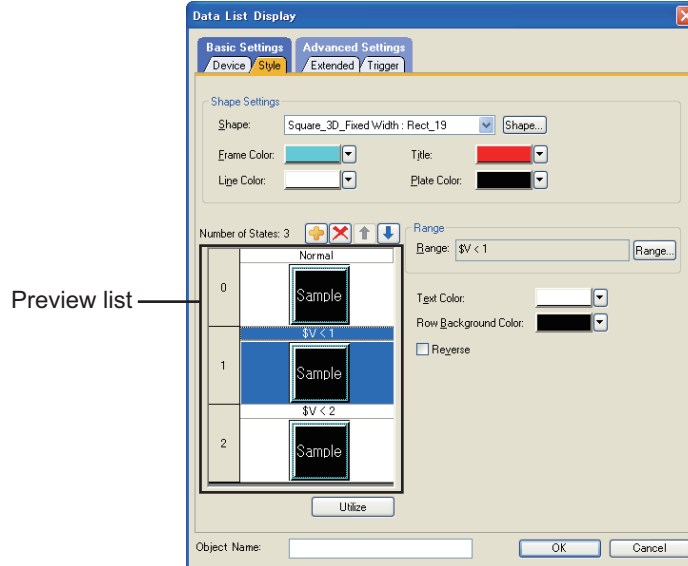 Data List Display
Basic Settings Advanced Settings
Device Style Extended Trigger
Shape Settings
Shape: Square_3D_Fixed Width : Rect_19 Shape...
Frame Color: Title:
Line Color: Plate Color:
Number of States: 3
Range
Range: $V < 1 Range...
Preview list
Normal
0 Sample
$V < 1
1 Sample
$V < 2
2 Sample
Text Color:
Row Background Color:
Reverse
Utilize
Object Name: OK Cancel